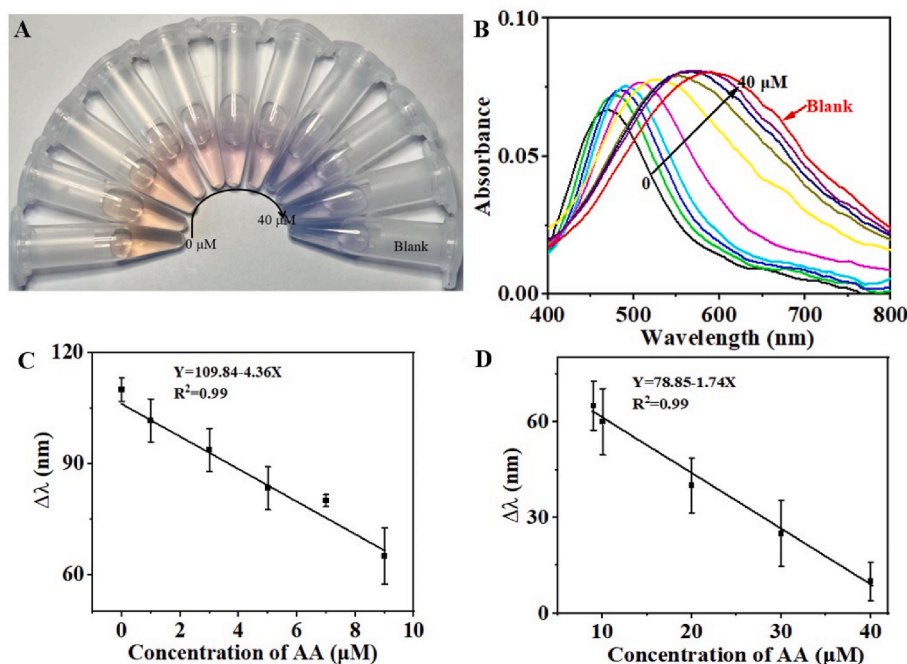 A
0 μM
40 μM
Blank
B
0.10
0.05
0.00
Absorbance
40 μM
Blank
0
400
500
600
700
800
Wavelength (nm)
C
120
90
60
Δλ (nm)
Y=109.84-4.36X
R²=0.99
0
2
4
6
8
10
Concentration of AA (μM)
D
60
30
0
Δλ (nm)
Y=78.85-1.74X
R²=0.99
10
20
30
40
Concentration of AA (μM)